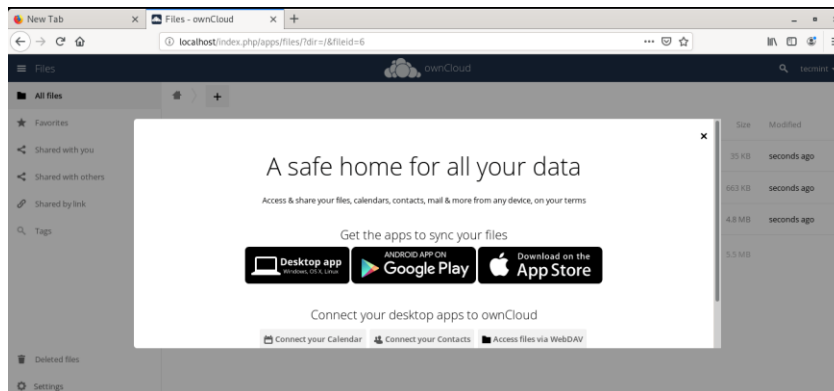 New Tab
Files - ownCloud
localhost/index.php/apps/files/?dir=/&fileid=6
Files
ownCloud
tecmint
All files
Favorites
Shared with you
Shared with others
Shared by link
Tags
Deleted files
Settings
Size Modified
35 KB seconds ago
663 KB seconds ago
4.8 MB seconds ago
5.5 MB
A safe home for all your data
Access & share your files, calendars, contacts, mail & more from any device, on your terms
Get the apps to sync your files
Desktop app
Windows, OS X, Linux
ANDROID APP ON
Google Play
Download on the
App Store
Connect your desktop apps to ownCloud
Connect your Calendar
Connect your Contacts
Access files via WebDAV